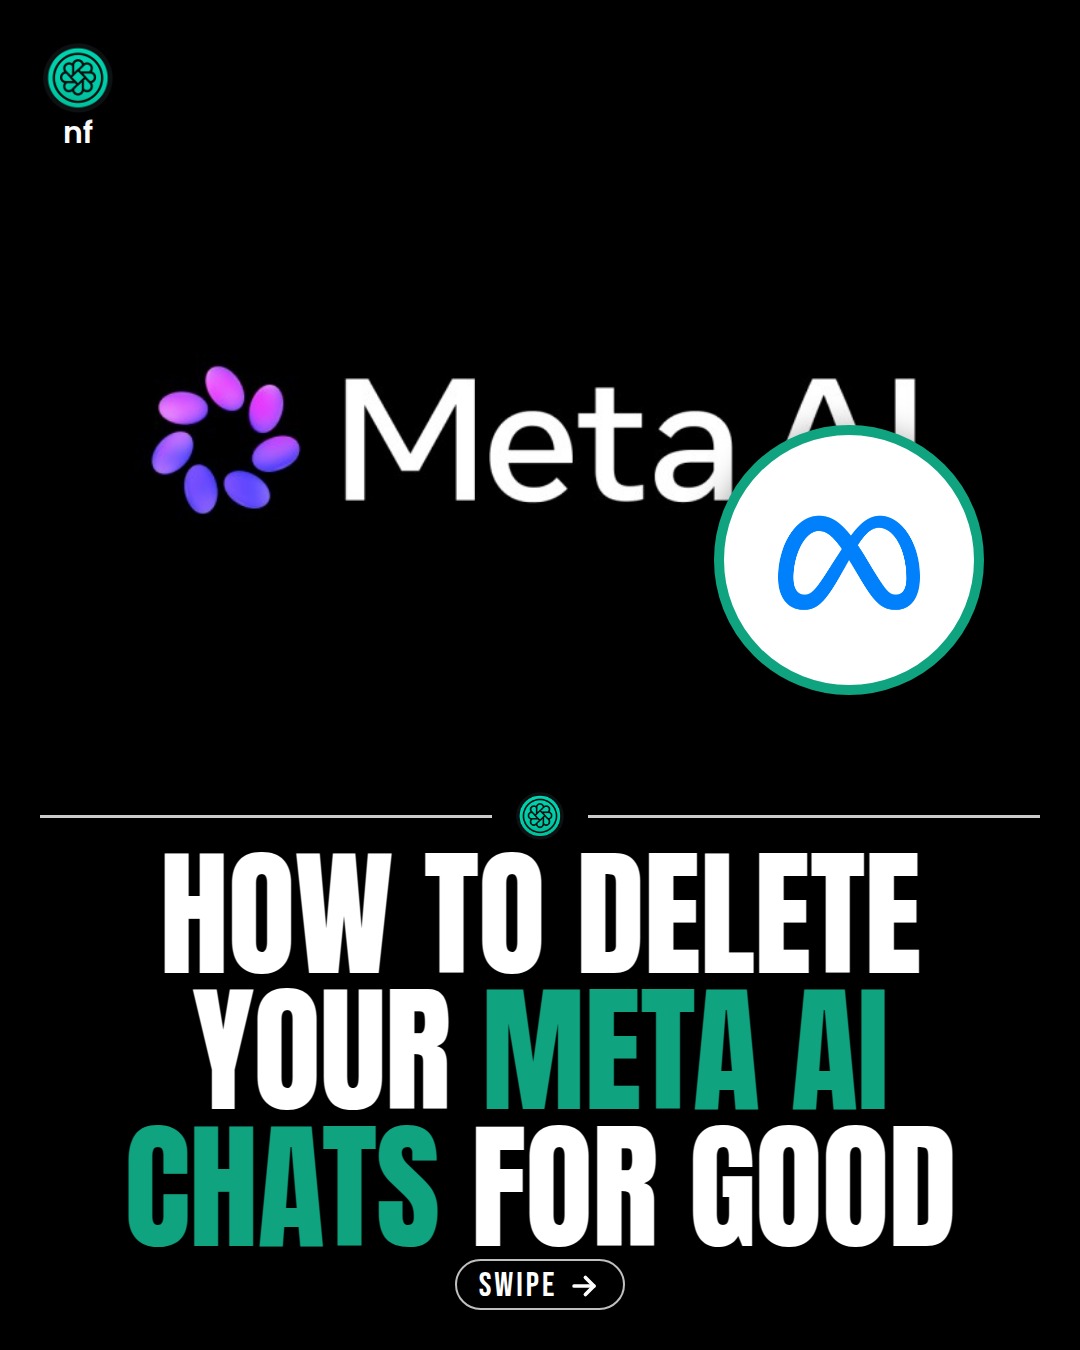 nf
Meta AI
HOW TO DELETE
YOUR META AI
CHATS FOR GOOD
SWIPE →